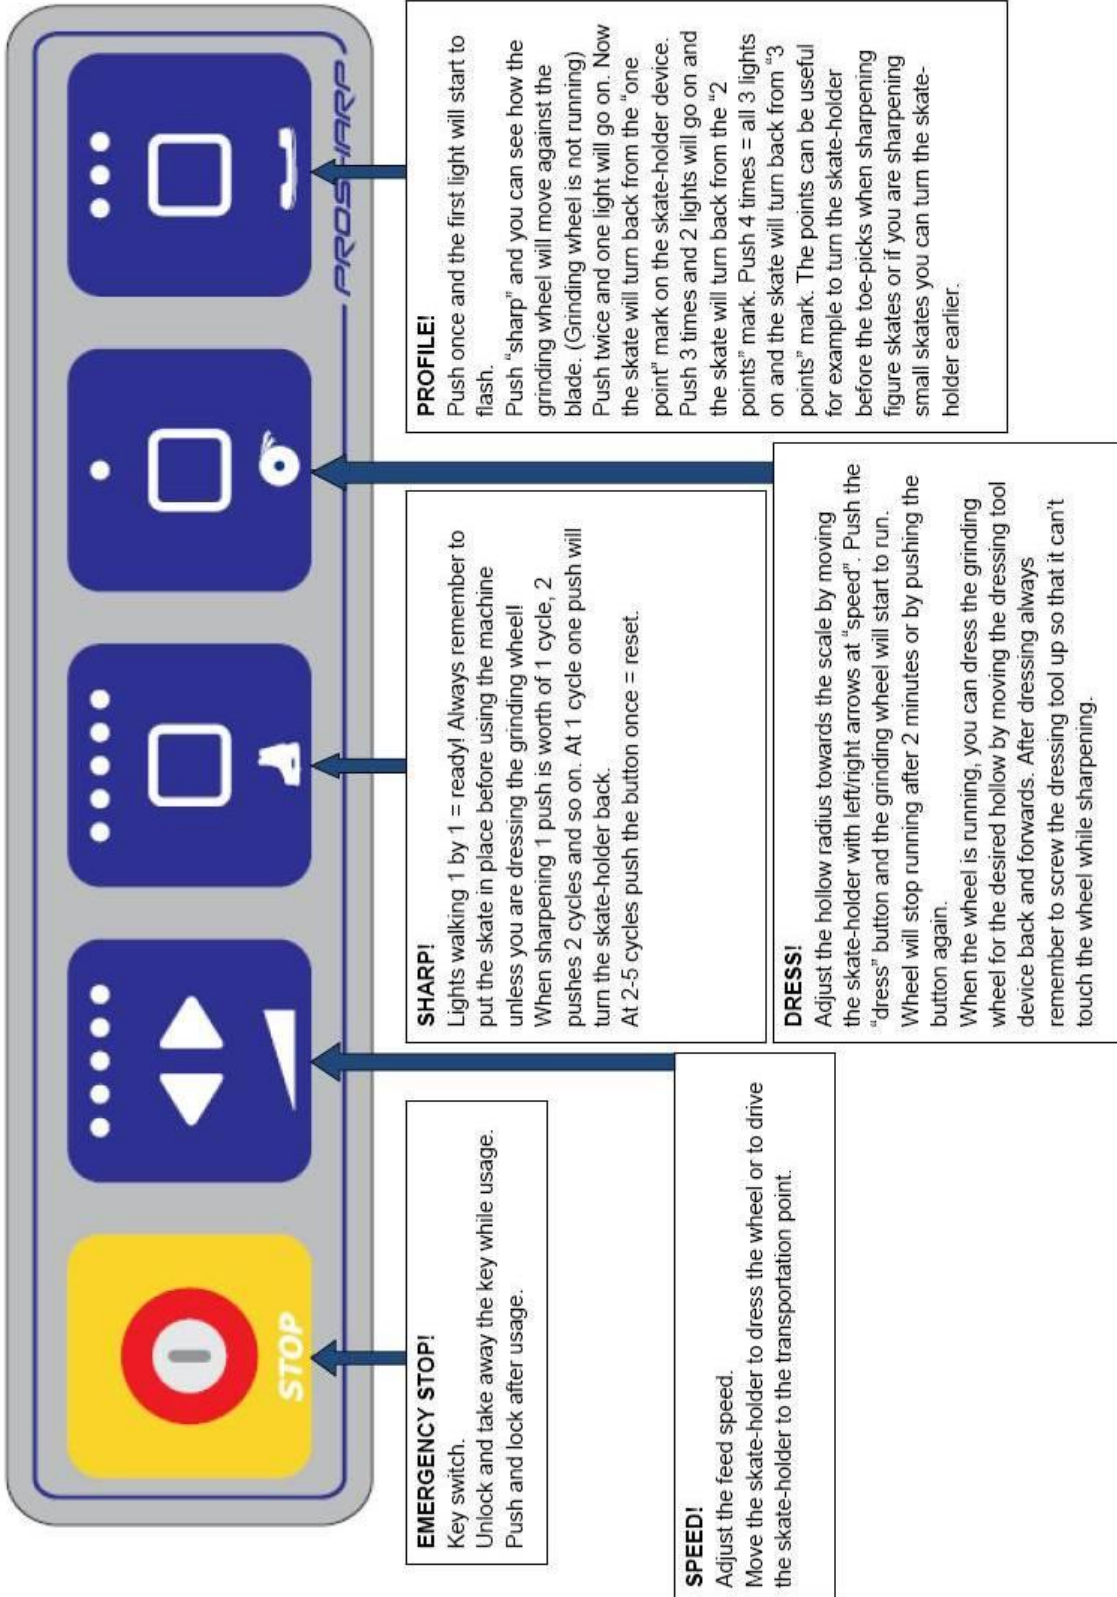 STOP
PROSHARP
EMERGENCY STOP!
Key switch.
Unlock and take away the key while usage.
Push and lock after usage.
SPEED!
Adjust the feed speed.
Move the skate-holder to dress the wheel or to drive
the skate-holder to the transportation point.
SHARP!
Lights walking 1 by 1 = ready! Always remember to
put the skate in place before using the machine
unless you are dressing the grinding wheel!
When sharpening 1 push is worth of 1 cycle, 2
pushes 2 cycles and so on. At 1 cycle one push will
turn the skate-holder back.
At 2-5 cycles push the button once = reset.
DRESS!
Adjust the hollow radius towards the scale by moving
the skate-holder with left/right arrows at “speed”. Push the
“dress” button and the grinding wheel will start to run.
Wheel will stop running after 2 minutes or by pushing the
button again.
When the wheel is running, you can dress the grinding
wheel for the desired hollow by moving the dressing tool
device back and forwards. After dressing always
remember to screw the dressing tool up so that it can’t
touch the wheel while sharpening.
PROFILE!
Push once and the first light will start to
flash.
Push “sharp” and you can see how the
grinding wheel will move against the
blade. (Grinding wheel is not running)
Push twice and one light will go on. Now
the skate will turn back from the “one
point” mark on the skate-holder device.
Push 3 times and 2 lights will go on and
the skate will turn back from the “2
points” mark. Push 4 times = all 3 lights
on and the skate will turn back from “3
points” mark. The points can be useful
for example to turn the skate-holder
before the toe-picks when sharpening
figure skates or if you are sharpening
small skates you can turn the skate-
holder earlier.